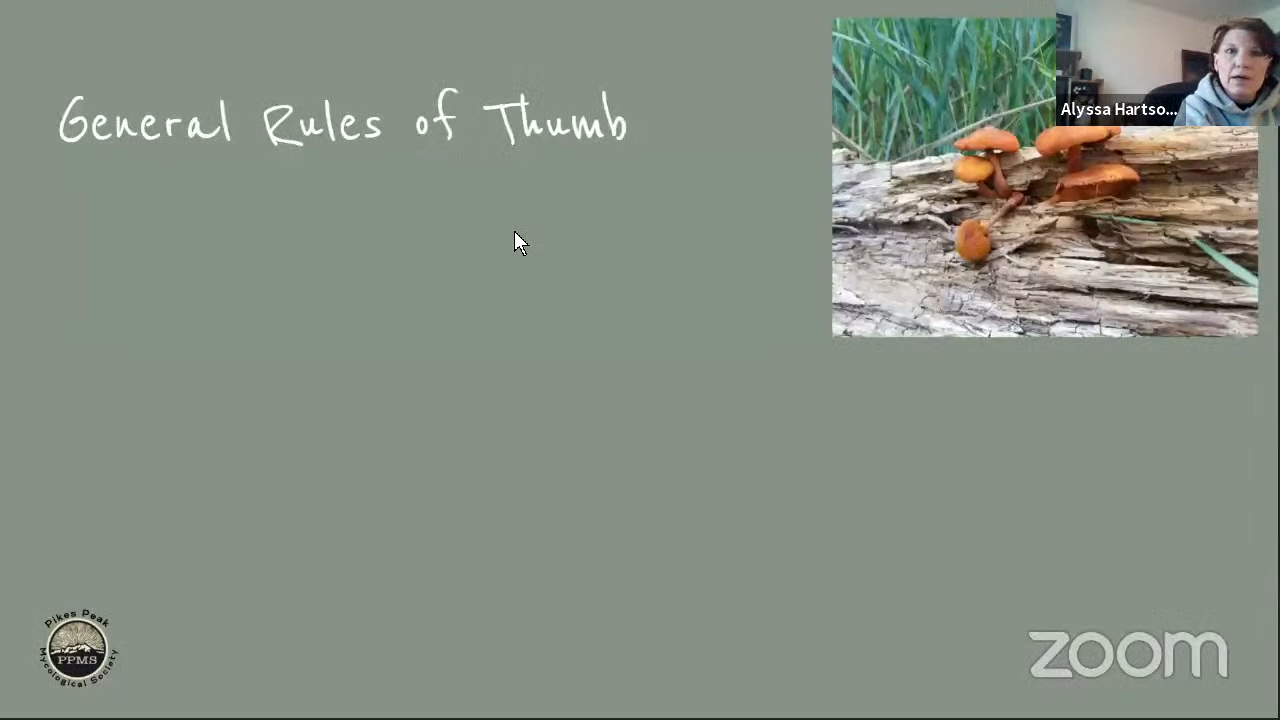 General Rules of Thumb
Alyssa Hartso...
Pikes Peak
PPMS
Mycological Society
zoom